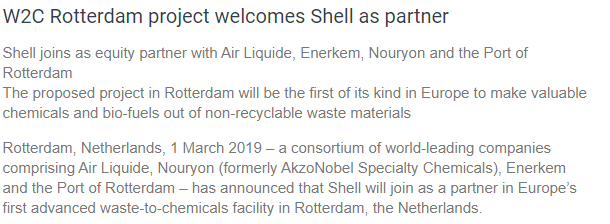 W2C Rotterdam project welcomes Shell as partner
Shell joins as equity partner with Air Liquide, Enerkem, Nouryon and the Port of
Rotterdam
The proposed project in Rotterdam will be the first of its kind in Europe to make valuable
chemicals and bio-fuels out of non-recyclable waste materials
Rotterdam, Netherlands, 1 March 2019 – a consortium of world-leading companies
comprising Air Liquide, Nouryon (formerly AkzoNobel Specialty Chemicals), Enerkem
and the Port of Rotterdam – has announced that Shell will join as a partner in Europe's
first advanced waste-to-chemicals facility in Rotterdam, the Netherlands.